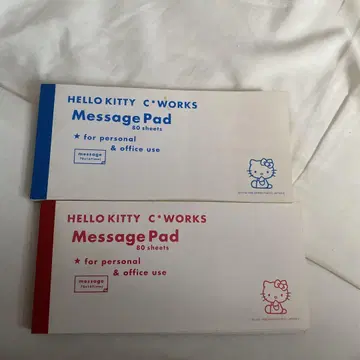 HELLO KITTY C*WORKS
Message Pad
80 sheets
★ for personal
& office use
message
HELLO KITTY C*WORKS
Message Pad
80 sheets
★ for personal
& office use
message